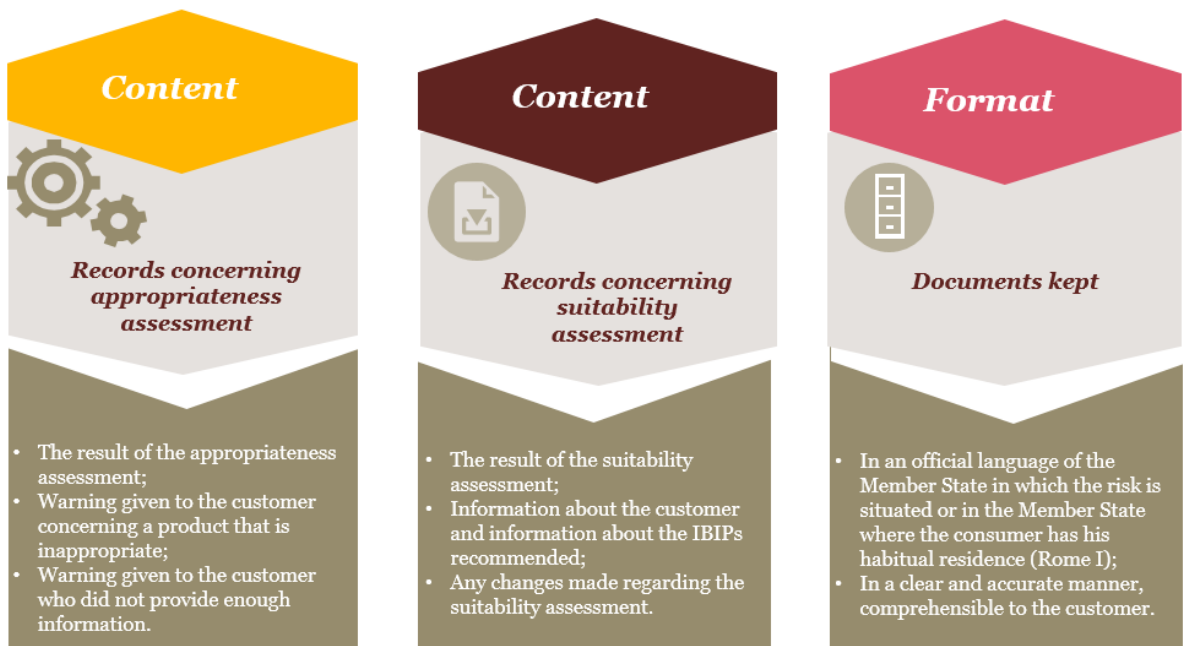 Content
Records concerning
appropriateness
assessment
• The result of the appropriateness
assessment;
• Warning given to the customer
concerning a product that is
inappropriate;
• Warning given to the customer
who did not provide enough
information.
Content
Records concerning
suitability
assessment
• The result of the suitability
assessment;
• Information about the customer
and information about the IBIPs
recommended;
• Any changes made regarding the
suitability assessment.
Format
Documents kept
• In an official language of the
Member State in which the risk is
situated or in the Member State
where the consumer has his
habitual residence (Rome I);
• In a clear and accurate manner,
comprehensible to the customer.